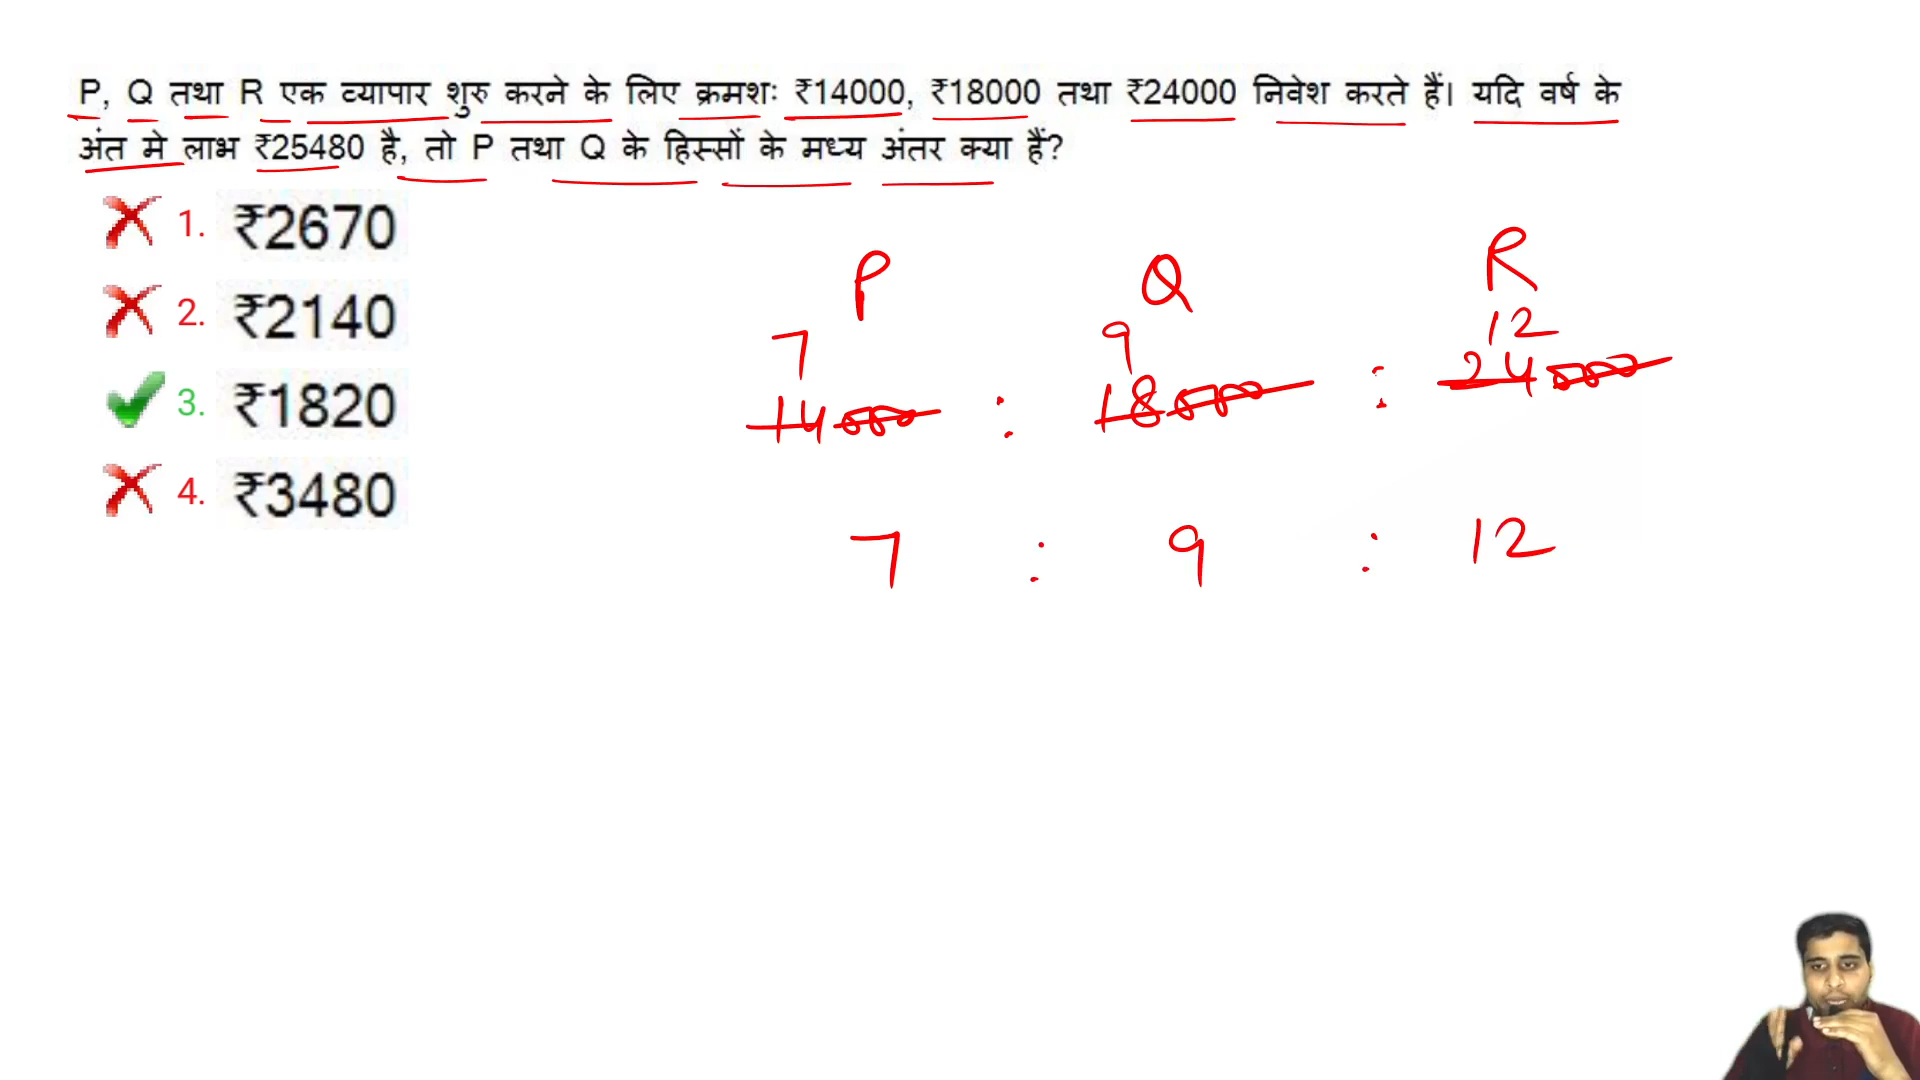 P, Q तथा R एक व्यापार शुरु करने के लिए क्रमशः ₹14000, ₹18000 तथा ₹24000 निवेश करते हैं। यदि वर्ष के
अंत मे लाभ ₹25480 है, तो P तथा Q के हिस्सों के मध्य अंतर क्या हैं?
1. ₹2670
2. ₹2140
3. ₹1820
4. ₹3480
P Q R
7 9 12
14000 : 18000 : 24000
7 : 9 : 12